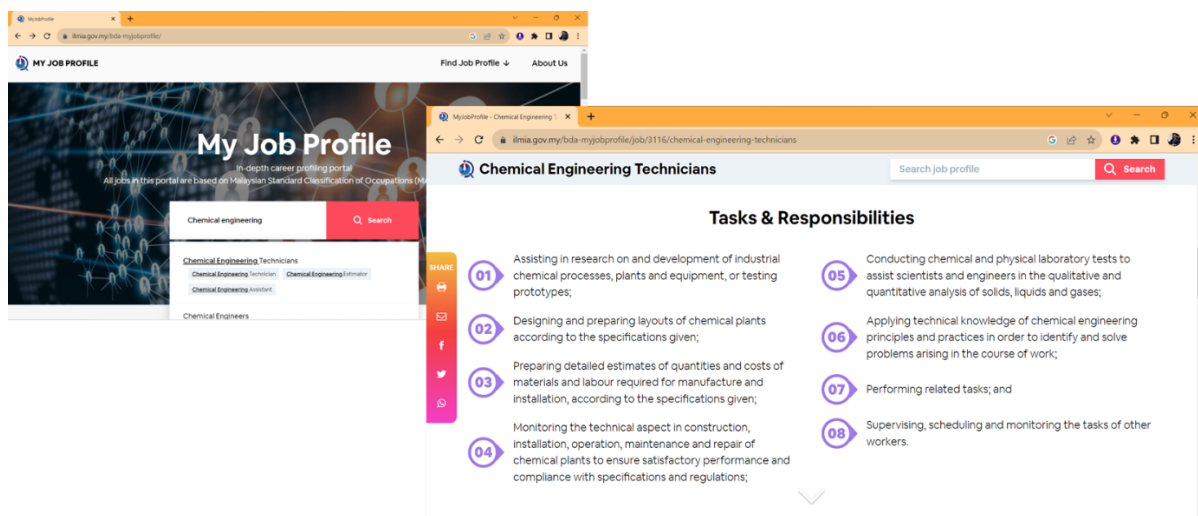 MyJobProfile
ilmia.gov.my/bda-myjobprofile/
MY JOB PROFILE
Find Job Profile ↓
About Us
My Job Profile
In-depth career profiling portal
All jobs in this portal are based on Malaysian Standard Classification of Occupations (M
Chemical engineering
Search
Chemical Engineering Technicians
Chemical Engineering Technician
Chemical Engineering Estimator
Chemical Engineering Assistant
Chemical Engineers
MyJobProfile - Chemical Engineering T
ilmia.gov.my/bda-myjobprofile/job/3116/chemical-engineering-technicians
Chemical Engineering Technicians
Search job profile
Search
Tasks & Responsibilities
SHARE
01
Assisting in research on and development of industrial
chemical processes, plants and equipment, or testing
prototypes;
02
Designing and preparing layouts of chemical plants
according to the specifications given;
03
Preparing detailed estimates of quantities and costs of
materials and labour required for manufacture and
installation, according to the specifications given;
04
Monitoring the technical aspect in construction,
installation, operation, maintenance and repair of
chemical plants to ensure satisfactory performance and
compliance with specifications and regulations;
05
Conducting chemical and physical laboratory tests to
assist scientists and engineers in the qualitative and
quantitative analysis of solids, liquids and gases;
06
Applying technical knowledge of chemical engineering
principles and practices in order to identify and solve
problems arising in the course of work;
07
Performing related tasks; and
08
Supervising, scheduling and monitoring the tasks of other
workers.